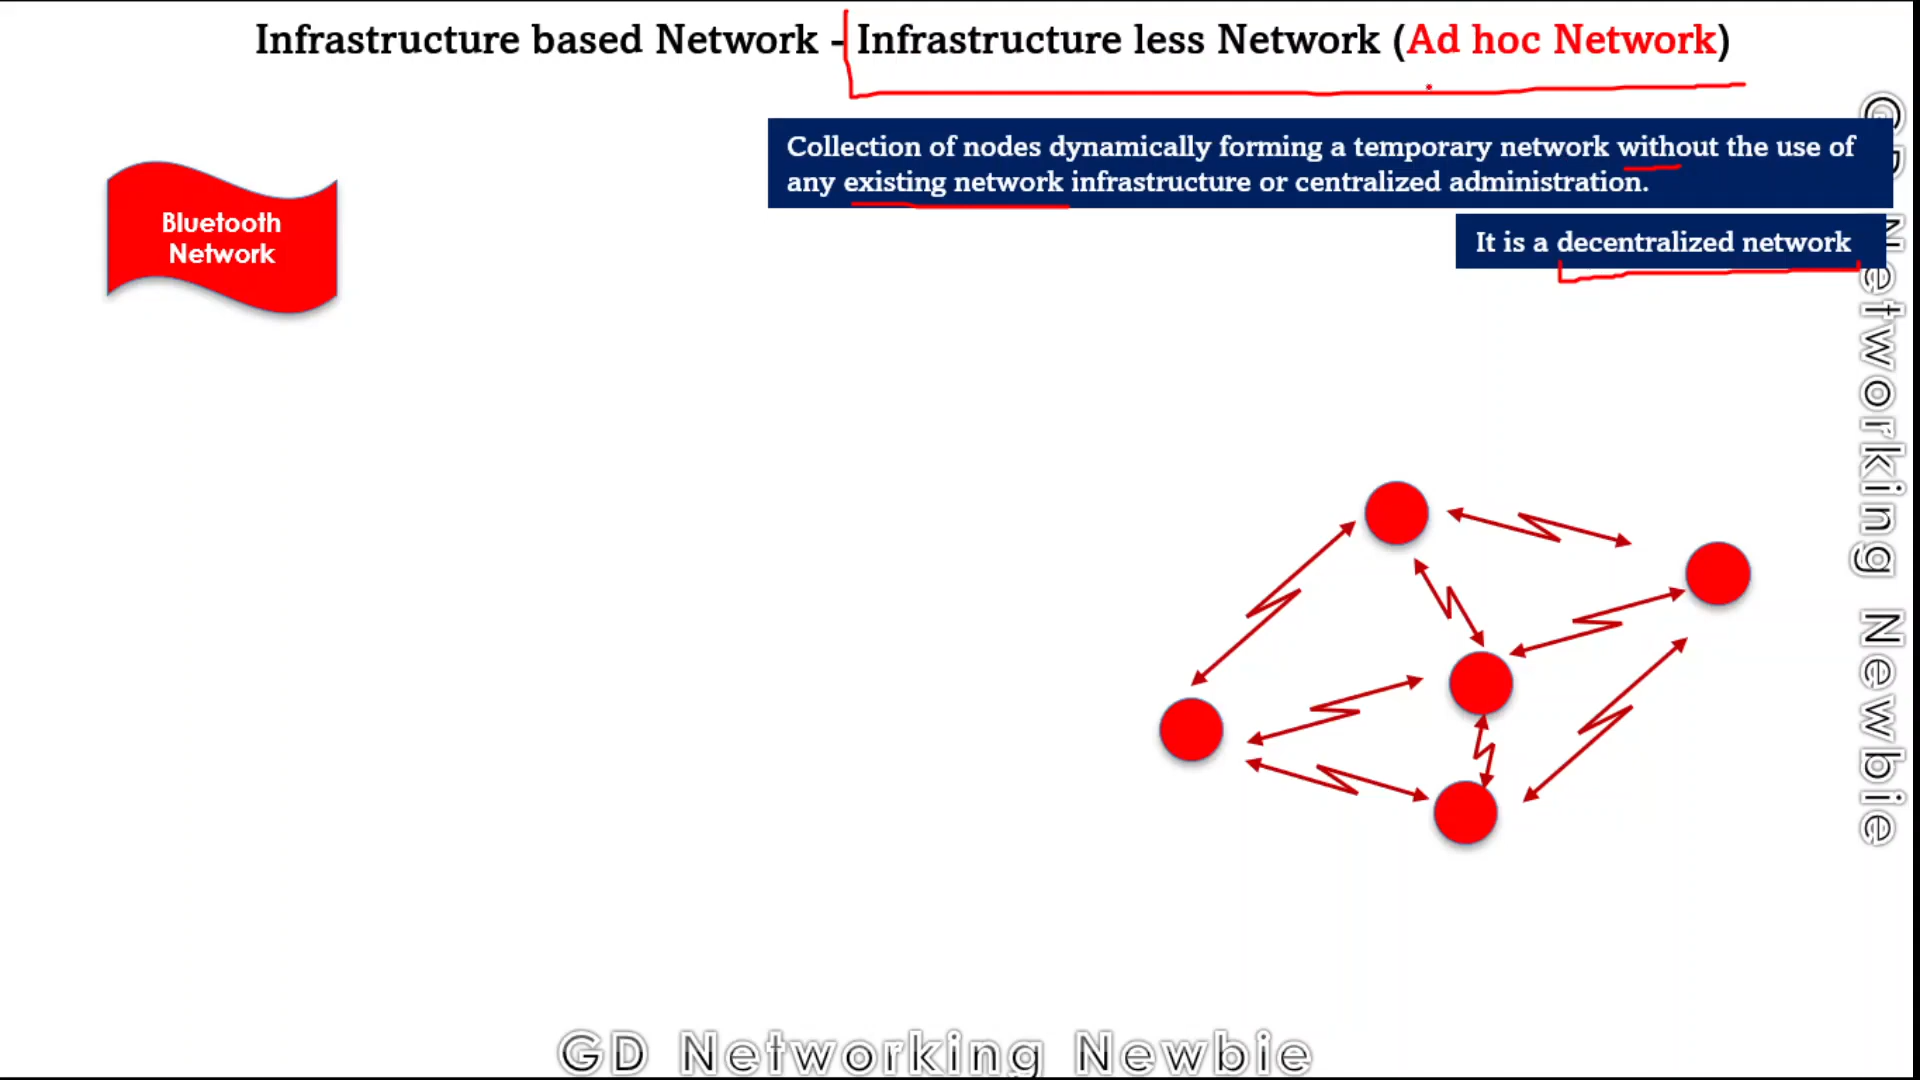 Infrastructure based Network - Infrastructure less Network (Ad hoc Network)
Collection of nodes dynamically forming a temporary network without the use of
any existing network infrastructure or centralized administration.
It is a decentralized network
Bluetooth
Network
GD Networking Newbie
GD Networking Newbie